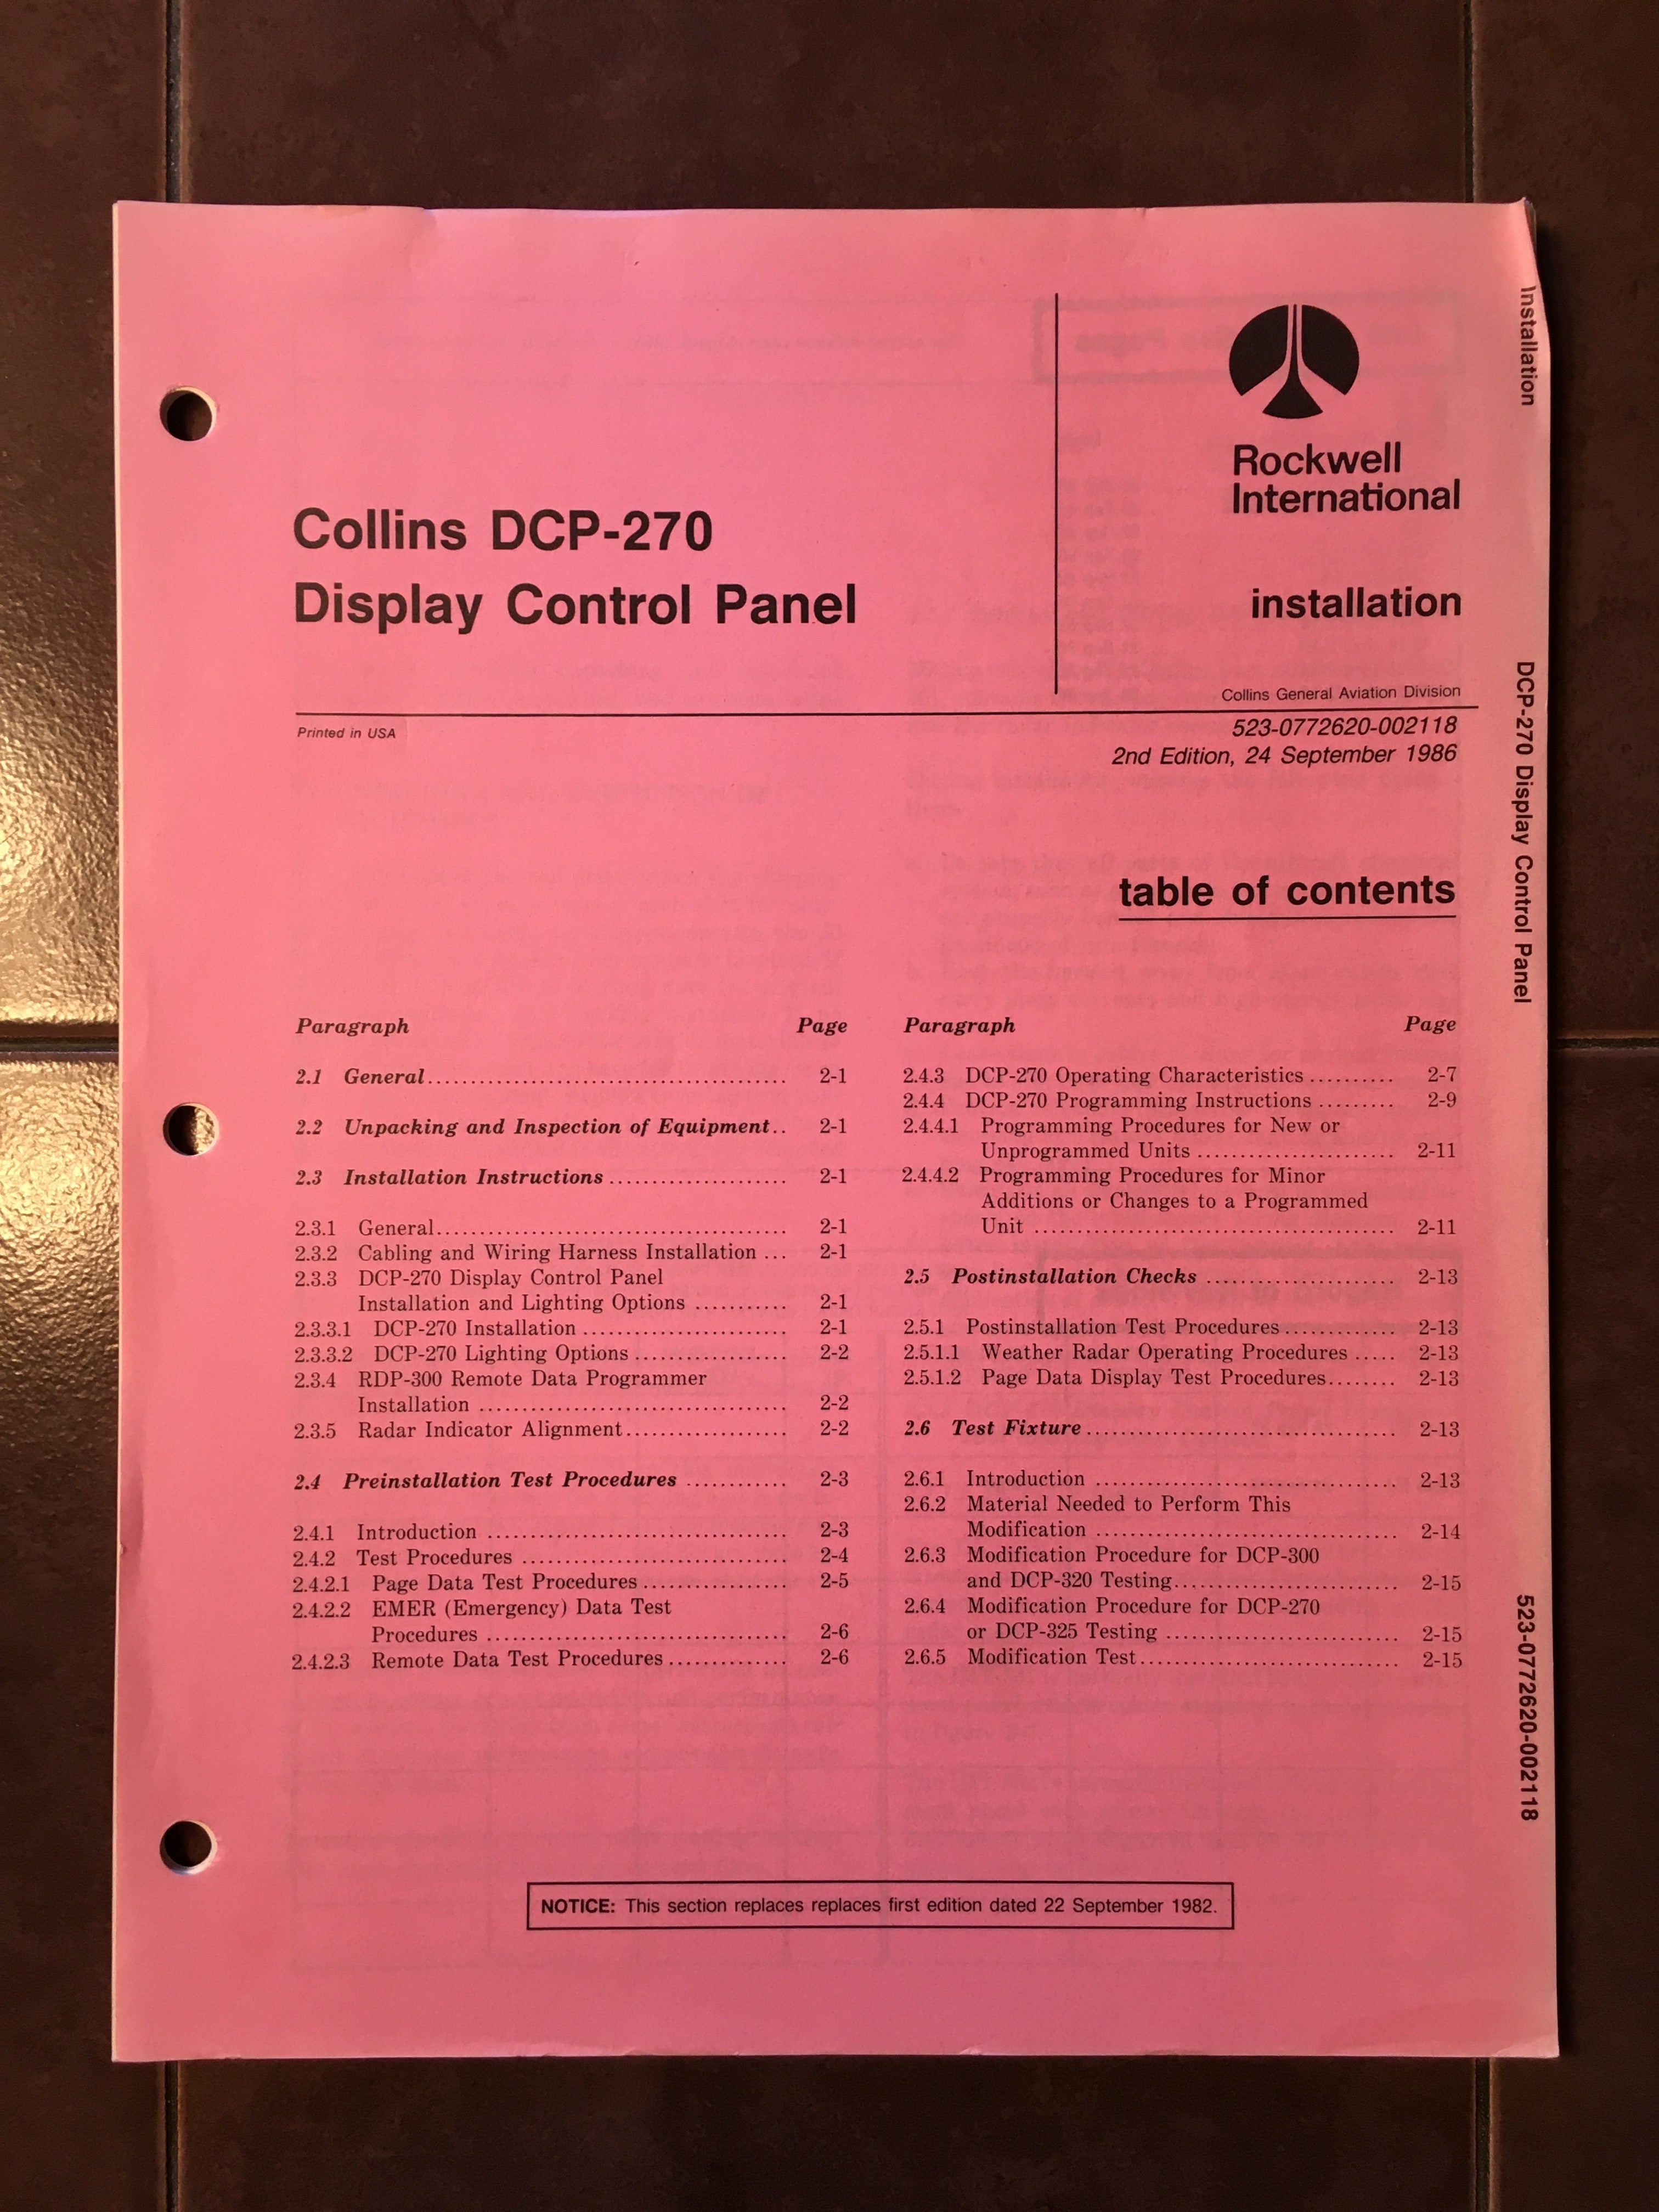 Rockwell
International
Collins DCP-270
Display Control Panel
installation
Collins General Aviation Division
Printed in USA
523-0772620-002118
2nd Edition, 24 September 1986
table of contents
Paragraph Page
2.1 General........................................ 2-1
2.2 Unpacking and Inspection of Equipment.. 2-1
2.3 Installation Instructions .................... 2-1
2.3.1 General....................................... 2-1
2.3.2 Cabling and Wiring Harness Installation ... 2-1
2.3.3 DCP-270 Display Control Panel
Installation and Lighting Options ........... 2-1
2.3.3.1 DCP-270 Installation ........................ 2-1
2.3.3.2 DCP-270 Lighting Options .................. 2-2
2.3.4 RDP-300 Remote Data Programmer
Installation .................................... 2-2
2.3.5 Radar Indicator Alignment................... 2-2
2.4 Preinstallation Test Procedures ............ 2-3
2.4.1 Introduction ................................... 2-3
2.4.2 Test Procedures ............................... 2-4
2.4.2.1 Page Data Test Procedures ................. 2-5
2.4.2.2 EMER (Emergency) Data Test
Procedures ................................... 2-6
2.4.2.3 Remote Data Test Procedures .............. 2-6
Paragraph Page
2.4.3 DCP-270 Operating Characteristics .......... 2-7
2.4.4 DCP-270 Programming Instructions ......... 2-9
2.4.4.1 Programming Procedures for New or
Unprogrammed Units ....................... 2-11
2.4.4.2 Programming Procedures for Minor
Additions or Changes to a Programmed
Unit .......................................... 2-11
2.5 Postinstallation Checks ...................... 2-13
2.5.1 Postinstallation Test Procedures ............. 2-13
2.5.1.1 Weather Radar Operating Procedures ..... 2-13
2.5.1.2 Page Data Display Test Procedures........ 2-13
2.6 Test Fixture .................................... 2-13
2.6.1 Introduction ................................... 2-13
2.6.2 Material Needed to Perform This
Modification ................................... 2-14
2.6.3 Modification Procedure for DCP-300
and DCP-320 Testing.......................... 2-15
2.6.4 Modification Procedure for DCP-270
or DCP-325 Testing ........................... 2-15
2.6.5 Modification Test.............................. 2-15
NOTICE: This section replaces replaces first edition dated 22 September 1982.
Installation
DCP-270 Display Control Panel
523-0772620-002118